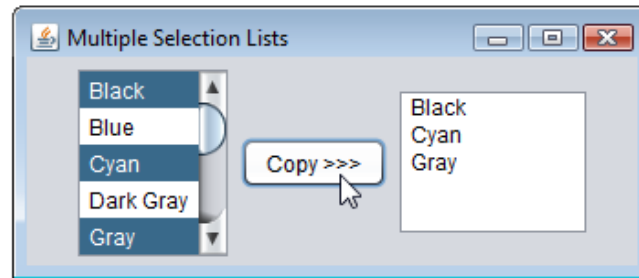 Multiple Selection Lists
Black
Blue
Cyan
Dark Gray
Gray
Copy >>>
Black
Cyan
Gray